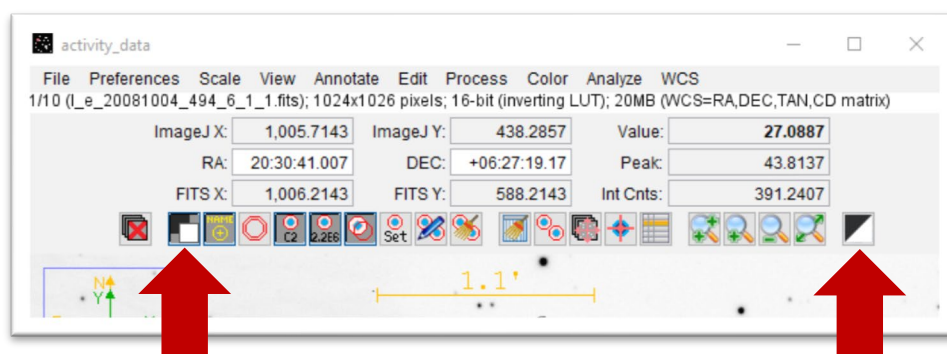 activity_data
File Preferences Scale View Annotate Edit Process Color Analyze WCS
1/10 (I_e_20081004_494_6_1_1.fits); 1024x1026 pixels; 16-bit (inverting LUT); 20MB (WCS=RA,DEC,TAN,CD matrix)
ImageJ X: 1,005.7143 ImageJ Y: 438.2857 Value: 27.0887
RA: 20:30:41.007 DEC: +06:27:19.17 Peak: 43.8137
FITS X: 1,006.2143 FITS Y: 588.2143 Int Cnts: 391.2407
NAME C2 2.2E6 Set
N 1.1'
Y